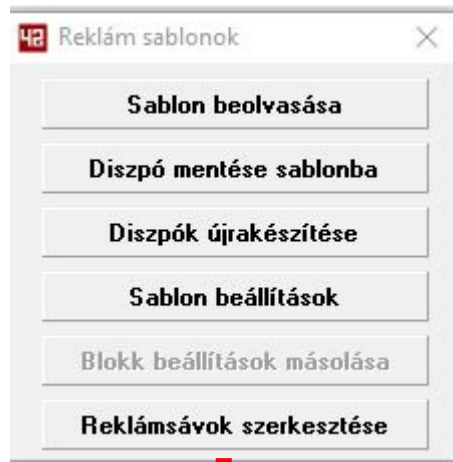 Reklám sablonok
Sablon beolvasása
Diszpó mentése sablonba
Diszpók újrakészítése
Sablon beállítások
Blokk beállítások másolása
Reklámsávok szerkesztése